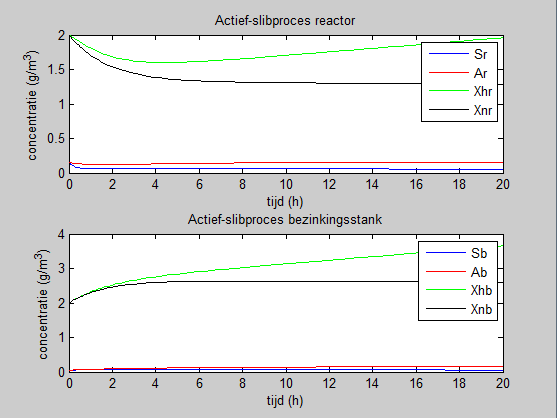 Actief-slibproces reactor
2
1.5
1
0.5
0
concentratie (g/m³)
Sr
Ar
Xhr
Xnr
0 2 4 6 8 10 12 14 16 18 20
tijd (h)
Actief-slibproces bezinkingsstank
4
3
2
1
0
concentratie (g/m³)
Sb
Ab
Xhb
Xnb
0 2 4 6 8 10 12 14 16 18 20
tijd (h)